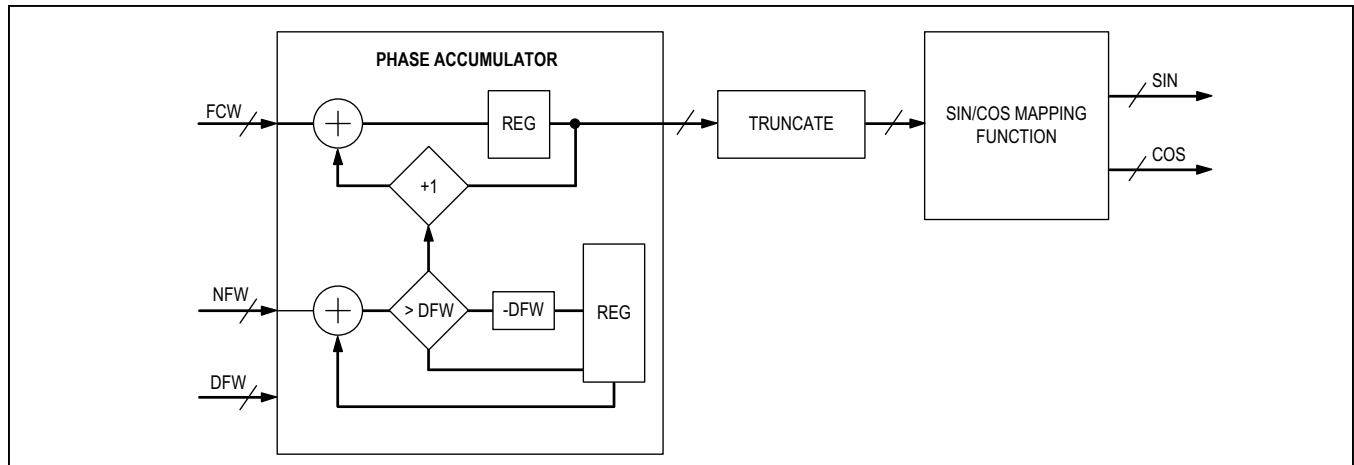 PHASE ACCUMULATOR
FCW
REG
TRUNCATE
SIN/COS MAPPING
FUNCTION
SIN
COS
+1
NFW
> DFW
-DFW
REG
DFW